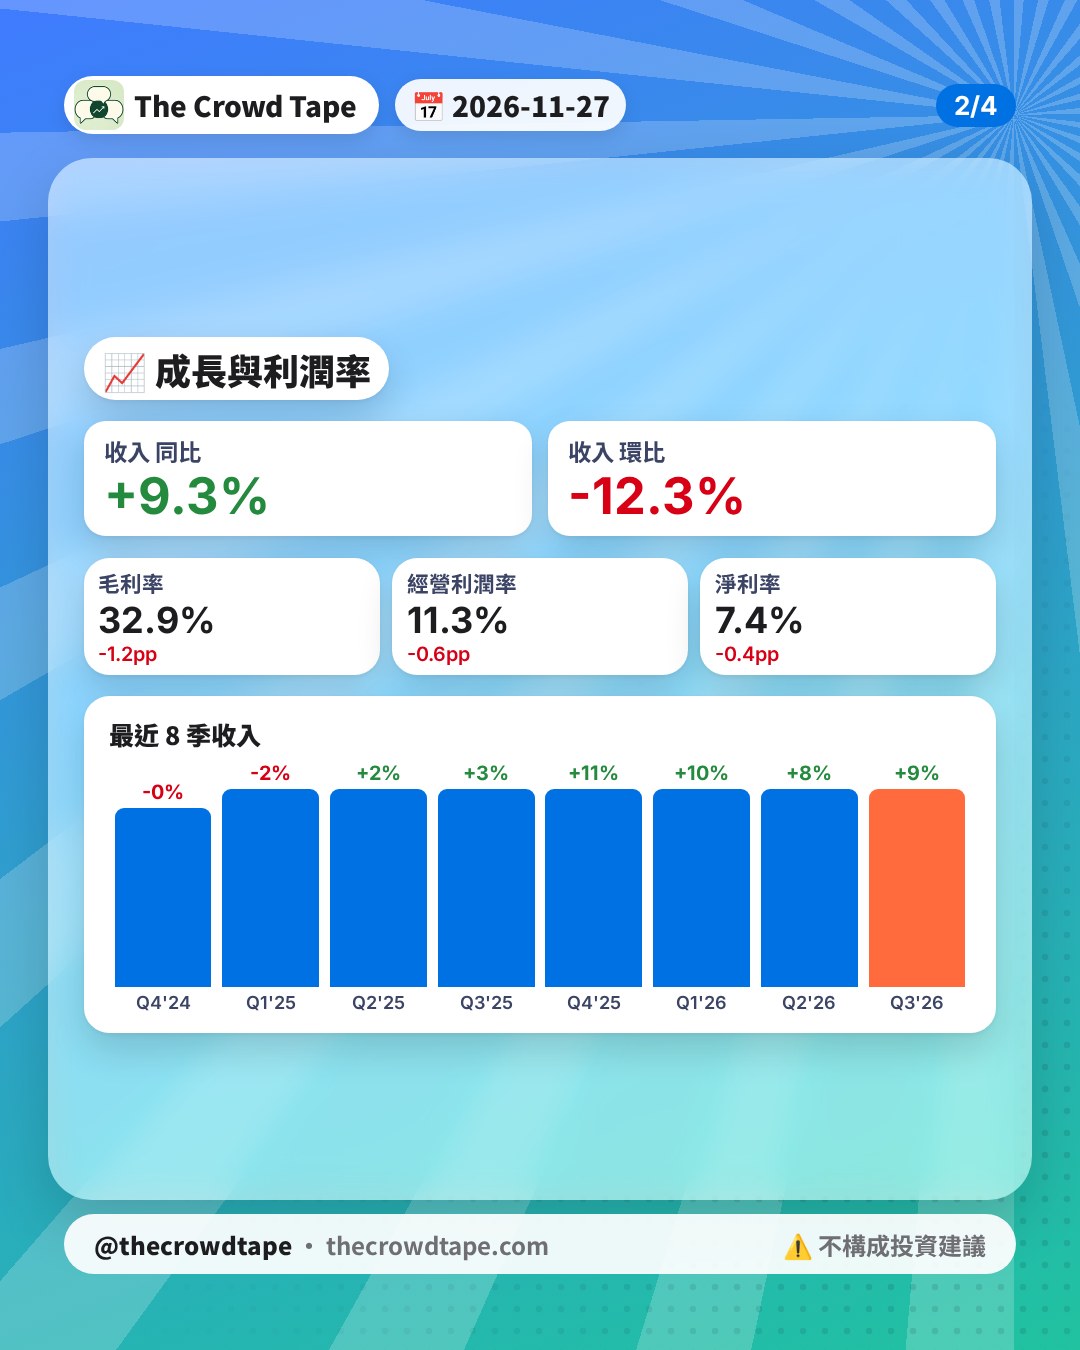 The Crowd Tape
2026-11-27
2/4
成長與利潤率
收入 同比
+9.3%
收入 環比
-12.3%
毛利率
32.9%
-1.2pp
經營利潤率
11.3%
-0.6pp
淨利率
7.4%
-0.4pp
最近 8 季收入
-0% -2% +2% +3% +11% +10% +8% +9%
Q4'24 Q1'25 Q2'25 Q3'25 Q4'25 Q1'26 Q2'26 Q3'26
@thecrowdtape • thecrowdtape.com
⚠️ 不構成投資建議